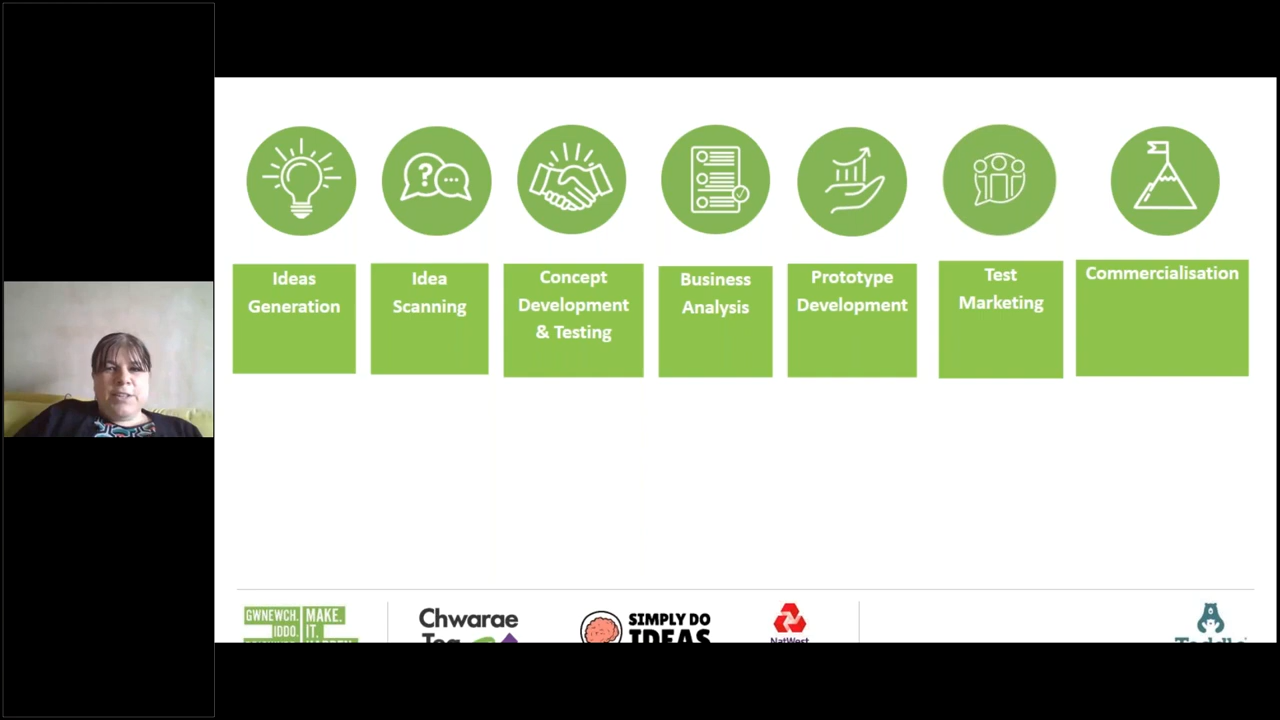 Ideas
Generation
Idea
Scanning
Concept
Development
& Testing
Business
Analysis
Prototype
Development
Test
Marketing
Commercialisation
GWNEWCH.
IDDO.
MAKE.
IT.
Chwarae
SIMPLY DO
IDEAS
NatWest